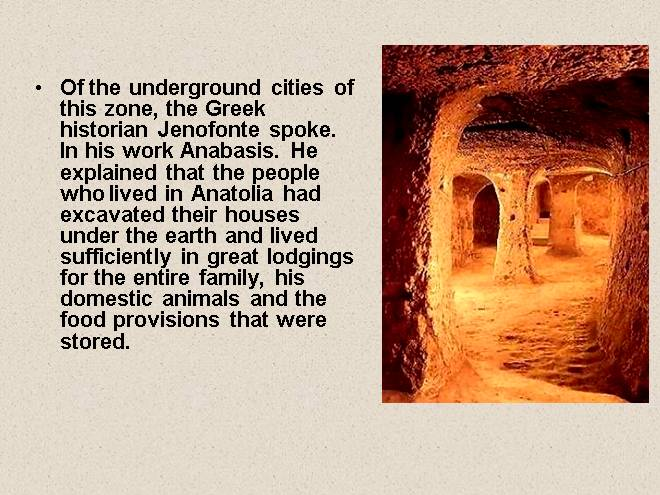 • Of the underground cities of
this zone, the Greek
historian Jenofonte spoke.
In his work Anabasis. He
explained that the people
who lived in Anatolia had
excavated their houses
under the earth and lived
sufficiently in great lodgings
for the entire family, his
domestic animals and the
food provisions that were
stored.